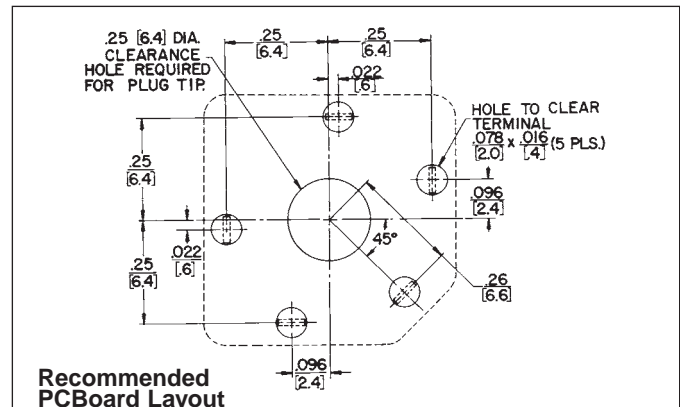 .25 [6.4] DIA.
CLEARANCE
HOLE REQUIRED
FOR PLUG TIP.
.25
[6.4]
.25
[6.4]
.022
[.6]
HOLE TO CLEAR
TERMINAL
.078 x .016 (5 PLS.)
[2.0] [.4]
.25
[6.4]
.096
[2.4]
45°
.022
[.6]
.25
[6.4]
.26
[6.6]
.096
[2.4]
Recommended
PCBoard Layout